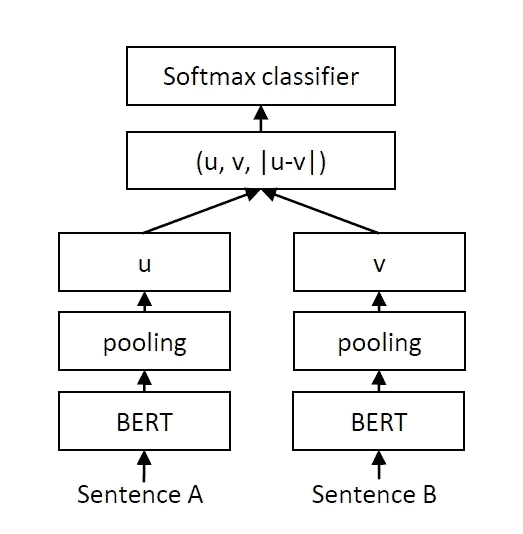 Softmax classifier
(u, v, |u-v|)
u
v
pooling
pooling
BERT
BERT
Sentence A
Sentence B